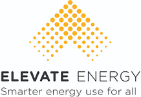 ELEVATE ENERGY
Smarter energy use for all